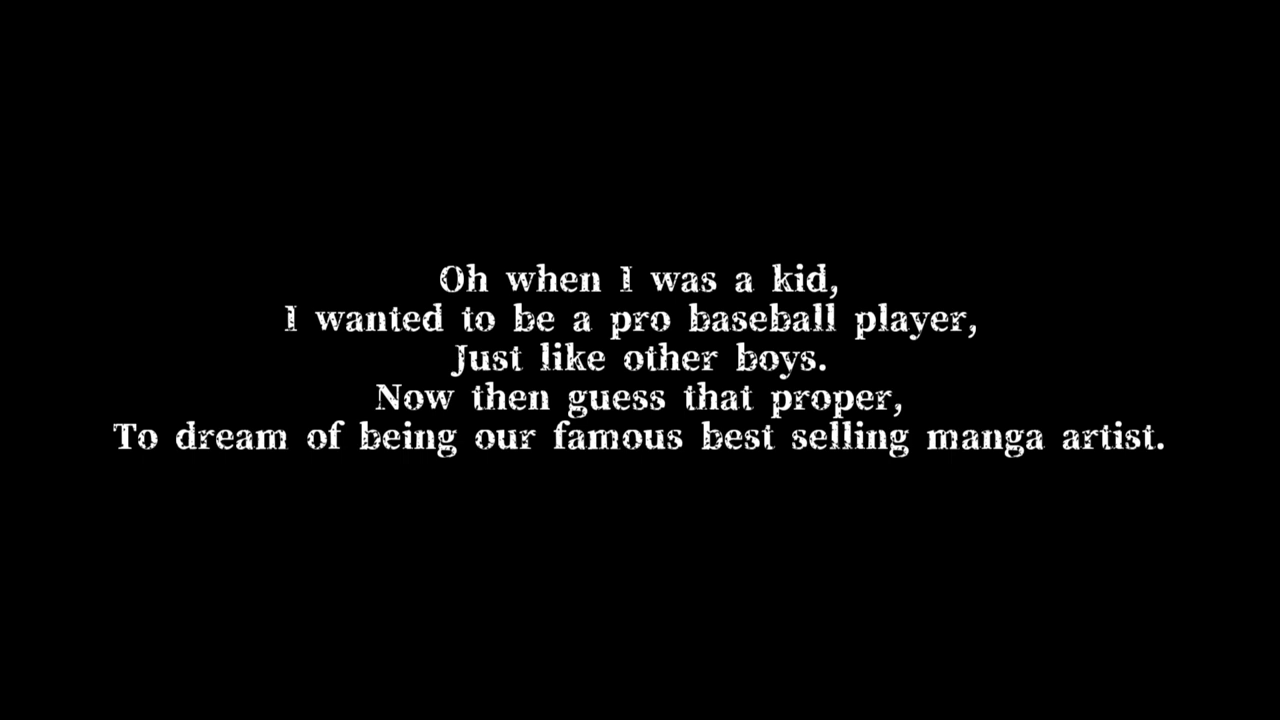 Oh when I was a kid,
I wanted to be a pro baseball player,
Just like other boys.
Now then guess that proper,
To dream of being our famous best selling manga artist.